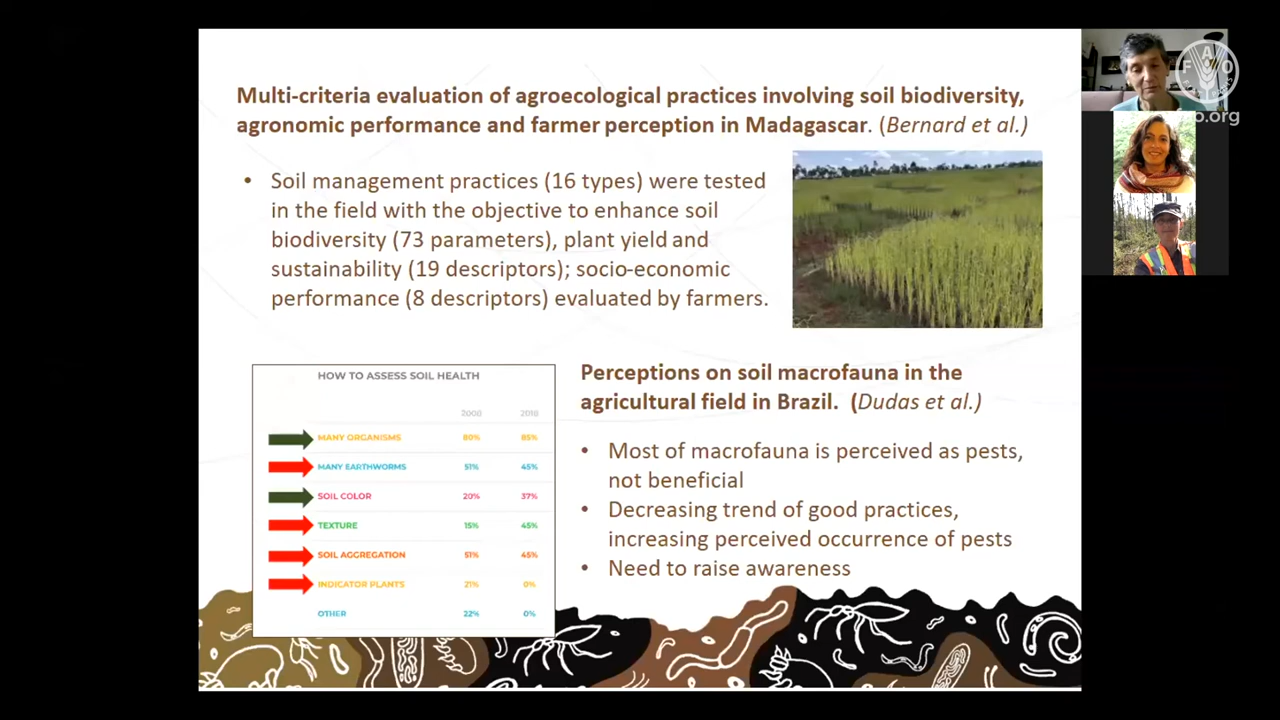 Multi-criteria evaluation of agroecological practices involving soil biodiversity,
agronomic performance and farmer perception in Madagascar. (Bernard et al.)
• Soil management practices (16 types) were tested
in the field with the objective to enhance soil
biodiversity (73 parameters), plant yield and
sustainability (19 descriptors); socio-economic
performance (8 descriptors) evaluated by farmers.
HOW TO ASSESS SOIL HEALTH
2008 2018
MANY ORGANISMS 80% 85%
MANY EARTHWORMS 51% 45%
SOIL COLOR 20% 37%
TEXTURE 15% 45%
SOIL AGGREGATION 51% 45%
INDICATOR PLANTS 21% 0%
OTHER 22% 0%
Perceptions on soil macrofauna in the
agricultural field in Brazil. (Dudas et al.)
• Most of macrofauna is perceived as pests,
not beneficial
• Decreasing trend of good practices,
increasing perceived occurrence of pests
• Need to raise awareness
F A O
.org